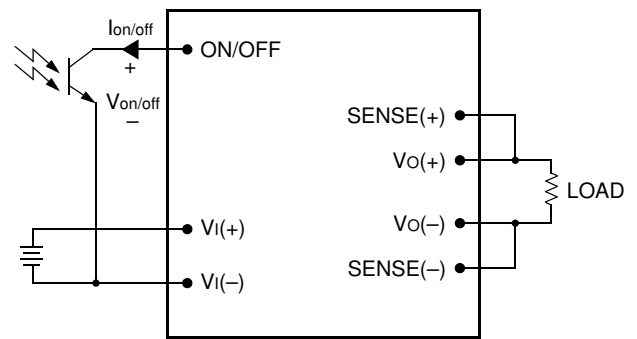 Ion/off
ON/OFF
+
Von/off
–
SENSE(+)
VO(+)
LOAD
VO(–)
VI(+)
SENSE(–)
VI(–)